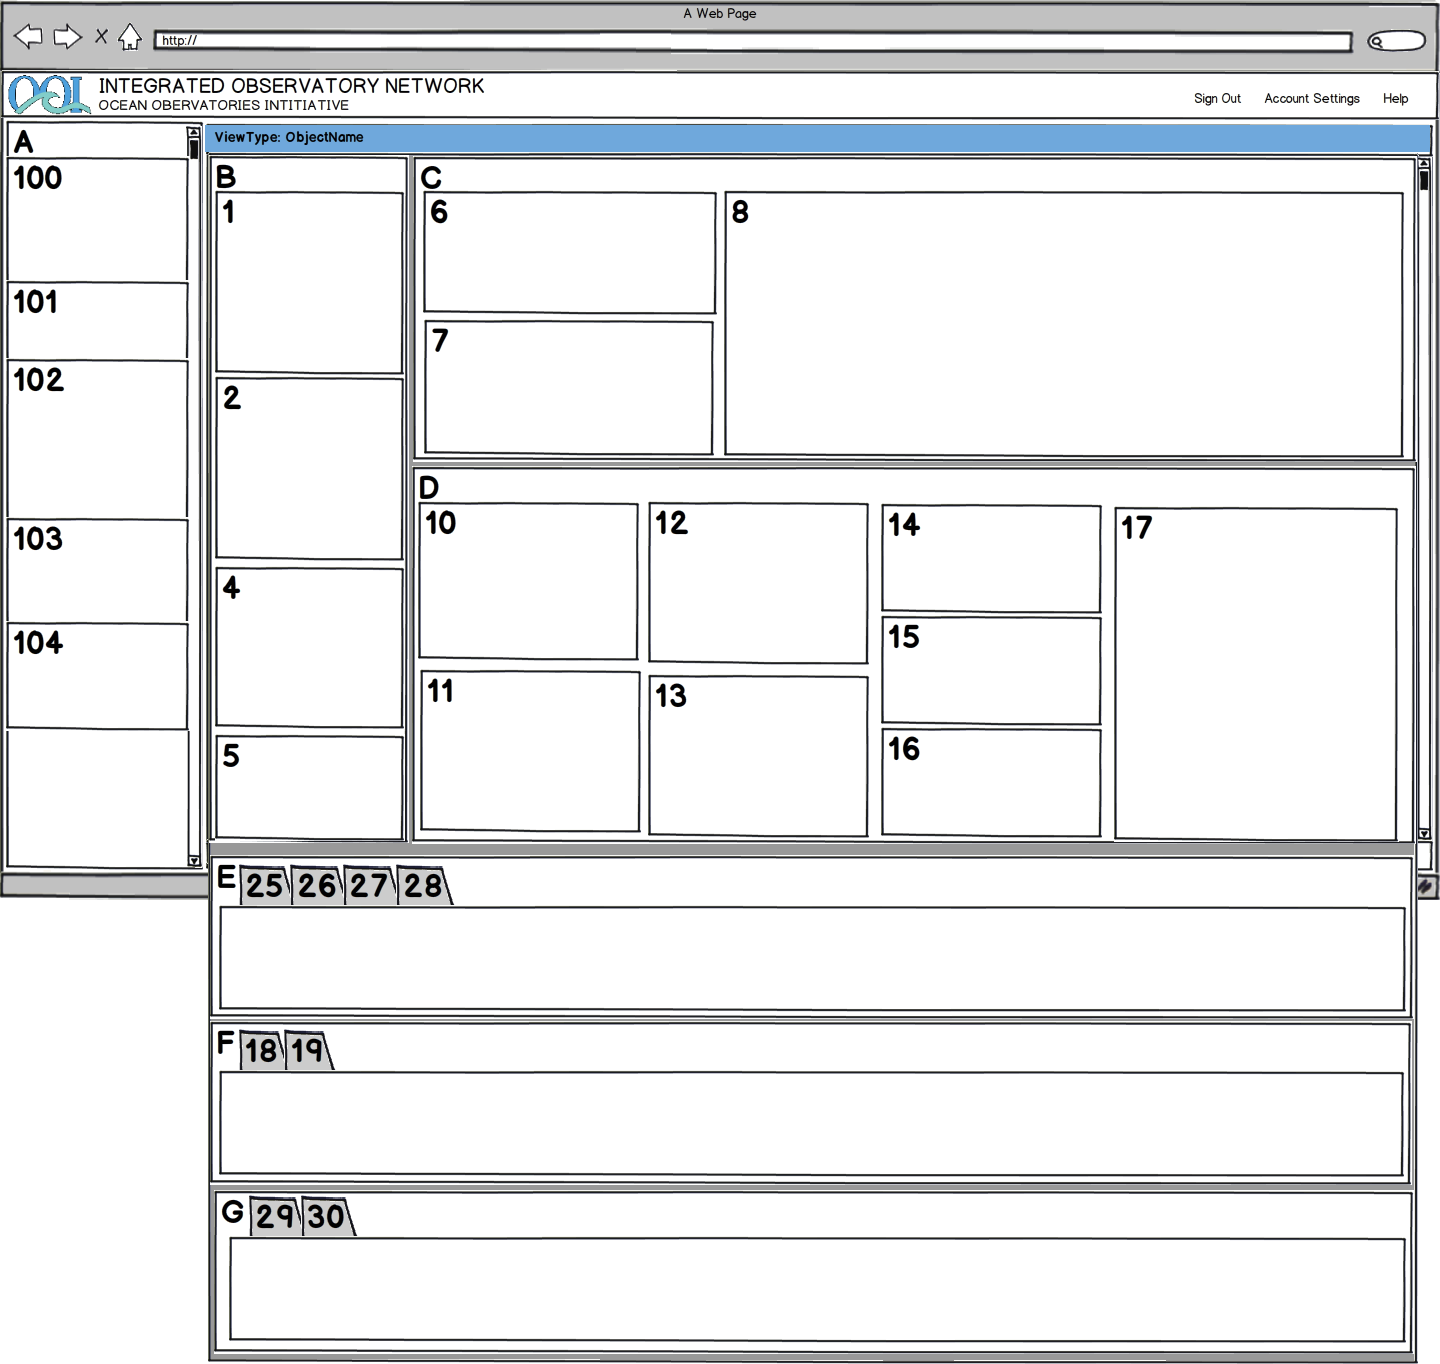 A Web Page
http://
OOI
INTEGRATED OBSERVATORY NETWORK
OCEAN OBERVATORIES INTITIATIVE
Sign Out Account Settings Help
A
100
101
102
103
104
ViewType: ObjectName
B
1
2
4
5
C
6
7
8
D
10
11
12
13
14
15
16
17
E 25 26 27 28
F 18 19
G 29 30